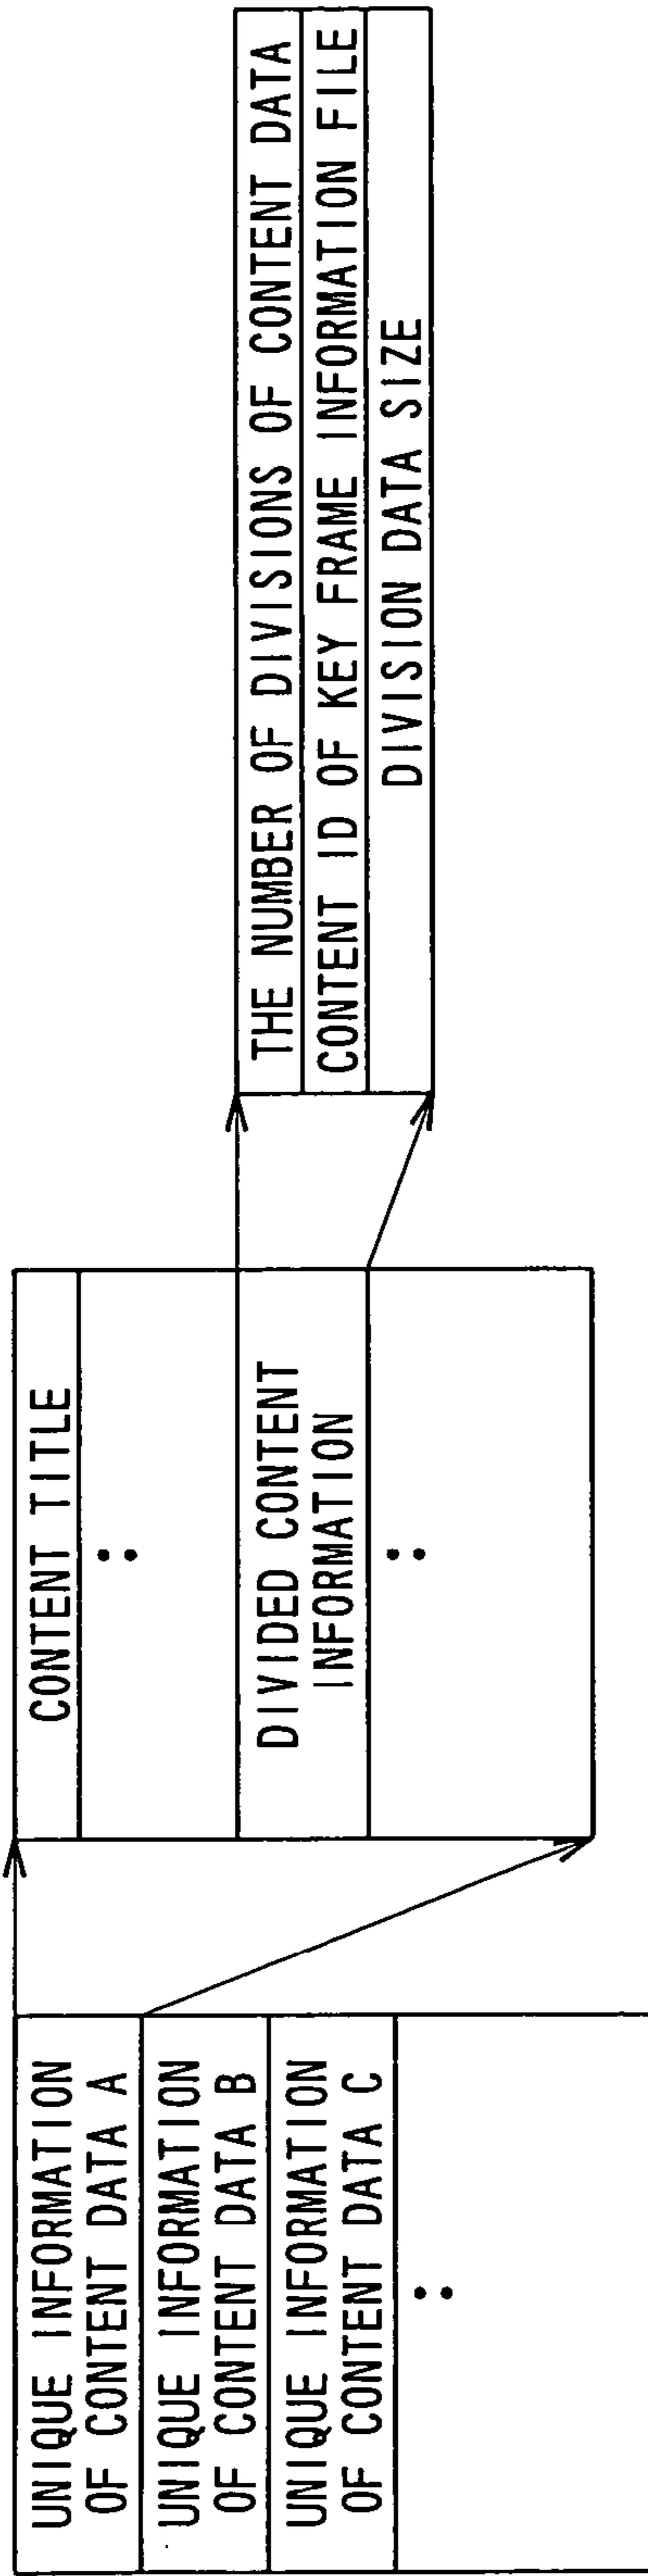 UNIQUE INFORMATION
OF CONTENT DATA A
UNIQUE INFORMATION
OF CONTENT DATA B
UNIQUE INFORMATION
OF CONTENT DATA C
:
CONTENT TITLE
:
DIVIDED CONTENT
INFORMATION
:
THE NUMBER OF DIVISIONS OF CONTENT DATA
CONTENT ID OF KEY FRAME INFORMATION FILE
DIVISION DATA SIZE